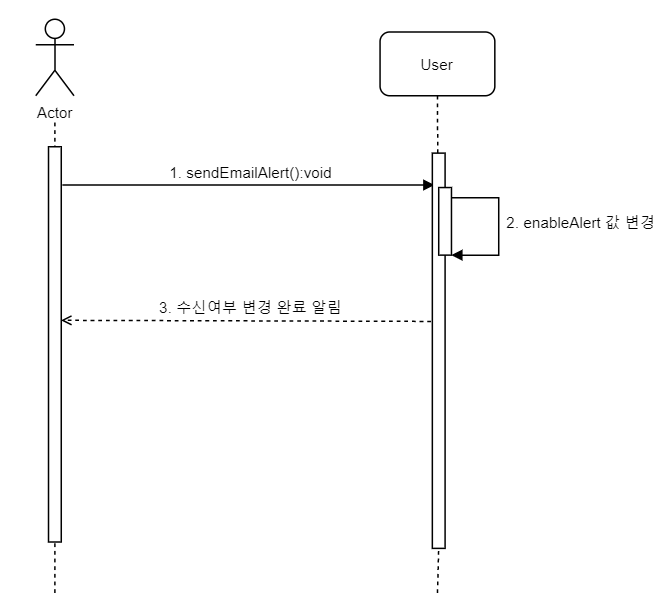 Actor
User
1. sendEmailAlert():void
2. enableAlert 값 변경
3. 수신여부 변경 완료 알림